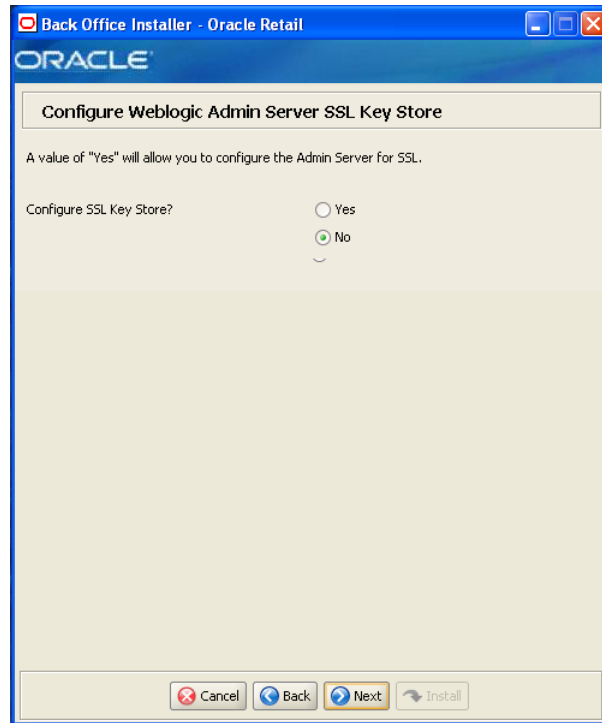 Back Office Installer - Oracle Retail
ORACLE
Configure Weblogic Admin Server SSL Key Store
A value of "Yes" will allow you to configure the Admin Server for SSL.
Configure SSL Key Store? Yes
No
Cancel Back Next Install